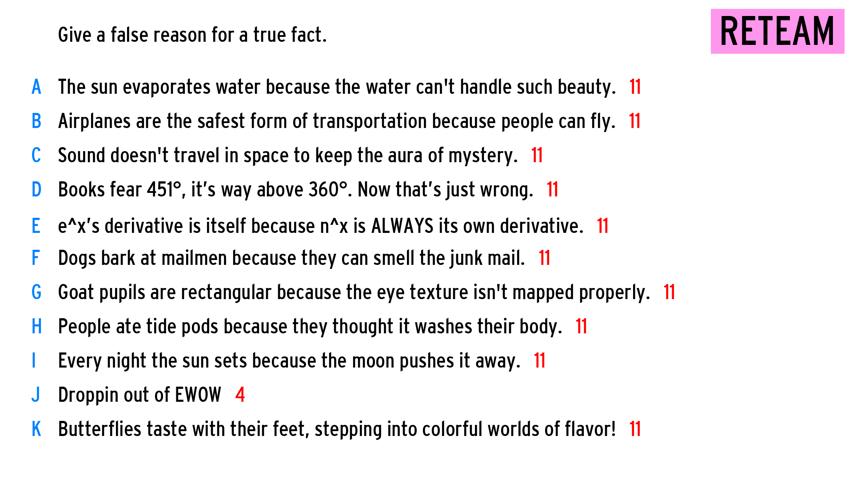 Give a false reason for a true fact.
RETEAM
A The sun evaporates water because the water can't handle such beauty. 11
B Airplanes are the safest form of transportation because people can fly. 11
C Sound doesn't travel in space to keep the aura of mystery. 11
D Books fear 451°, it’s way above 360°. Now that’s just wrong. 11
E e^x’s derivative is itself because n^x is ALWAYS its own derivative. 11
F Dogs bark at mailmen because they can smell the junk mail. 11
G Goat pupils are rectangular because the eye texture isn't mapped properly. 11
H People ate tide pods because they thought it washes their body. 11
I Every night the sun sets because the moon pushes it away. 11
J Droppin out of EWOW 4
K Butterflies taste with their feet, stepping into colorful worlds of flavor! 11